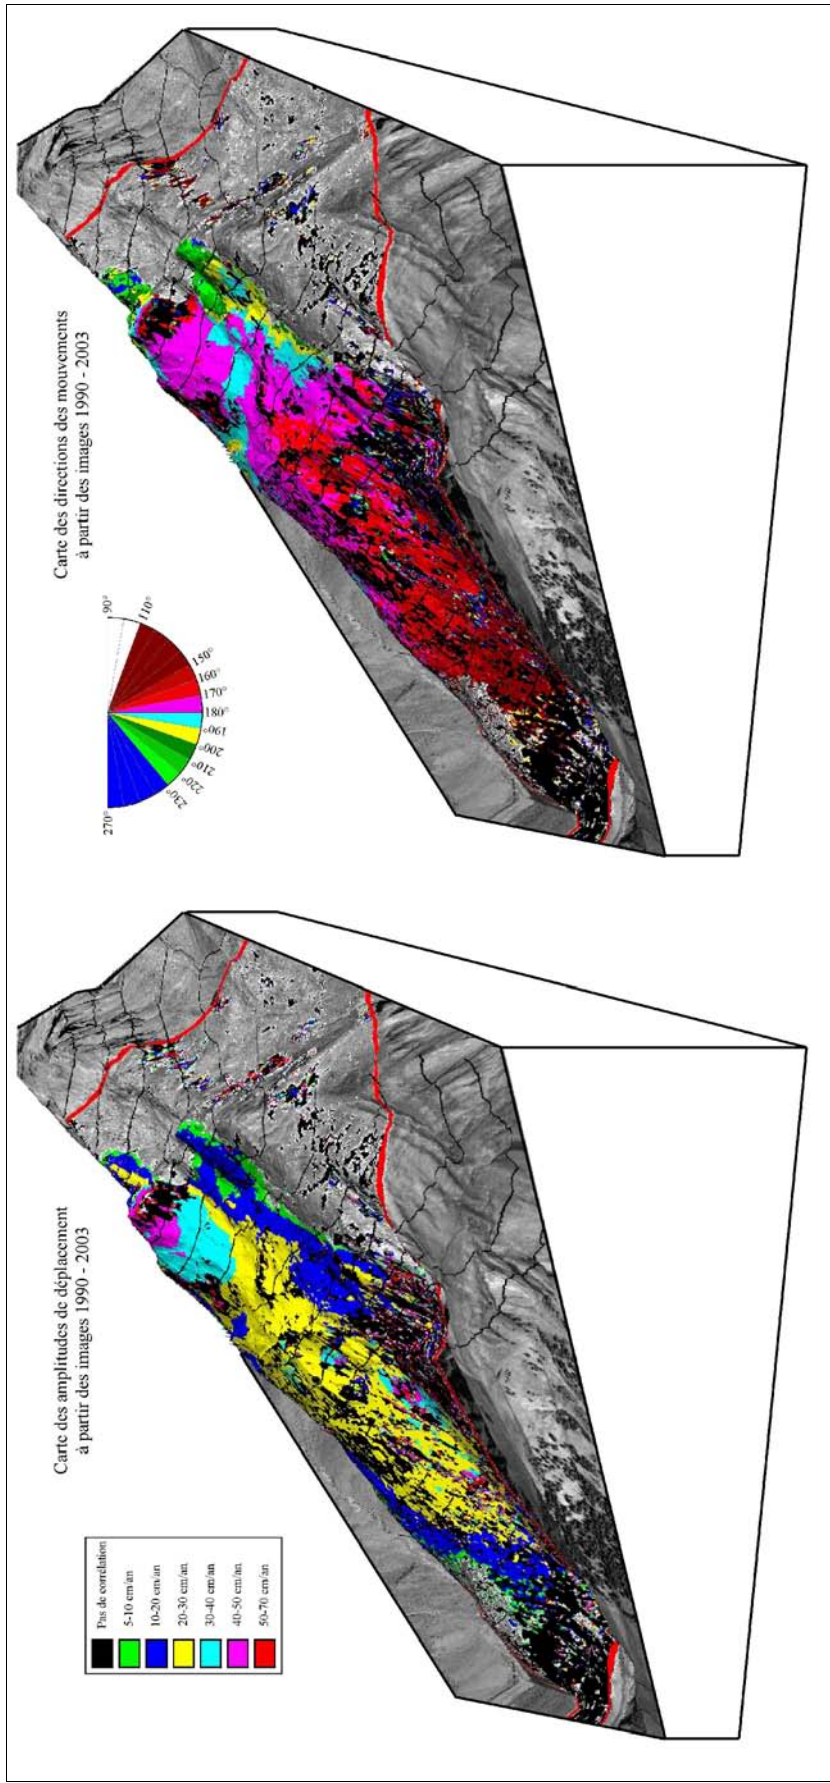 Carte des directions des mouvements
à partir des images 1990 - 2003
90°
110°
150°
160°
170°
180°
190°
200°
210°
220°
230°
270°
Carte des amplitudes de déplacement
à partir des images 1990 - 2003
Pas de corrélation
5-10 cm/an
10-20 cm/an
20-30 cm/an
30-40 cm/an
40-50 cm/an
50-70 cm/an